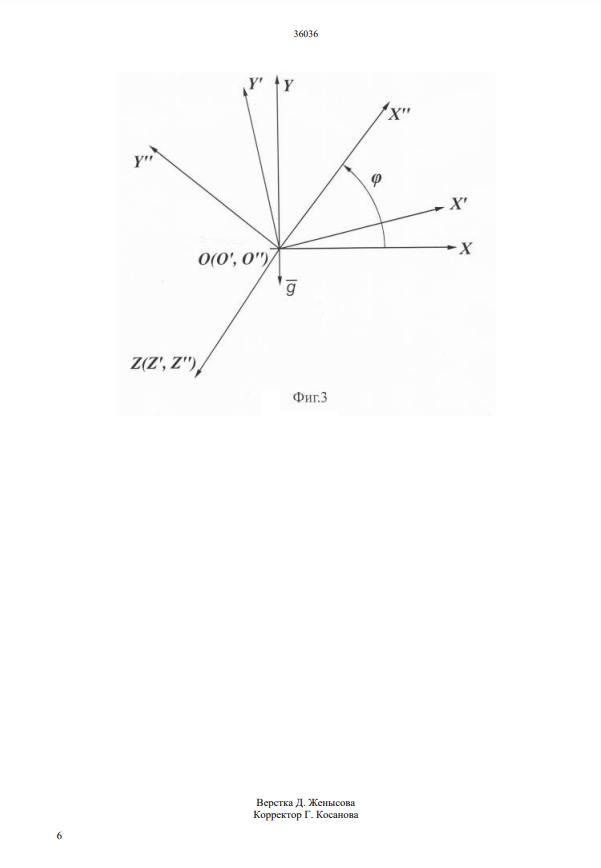 36036
Y'
Y
X''
Y''
φ
X'
O(O', O'')
X
g̅
Z(Z', Z'')
Фиг.3
Верстка Д. Женысова
Корректор Г. Косанова
6